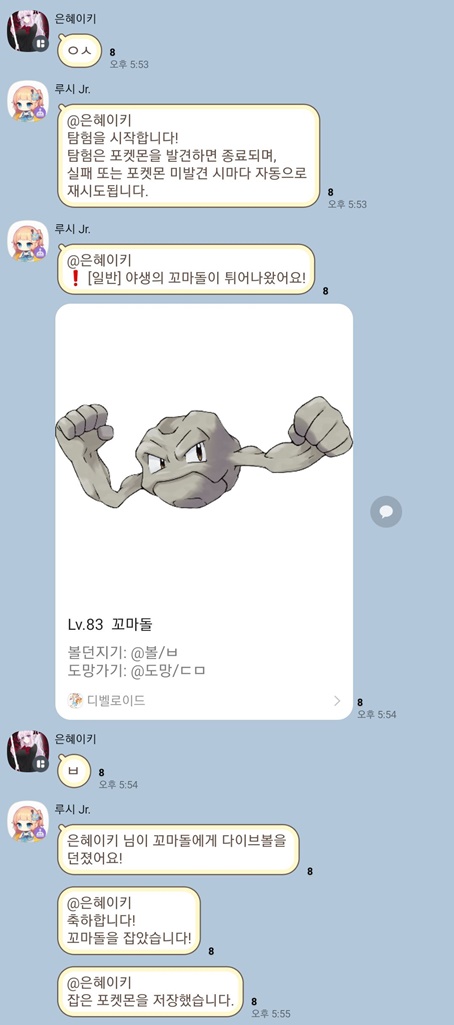 은혜이키
ㅇㅅ
8
오후 5:53
루시 Jr.
@은혜이키
탐험을 시작합니다!
탐험은 포켓몬을 발견하면 종료되며,
실패 또는 포켓몬 미발견 시마다 자동으로
재시도됩니다.
8
오후 5:53
루시 Jr.
@은혜이키
❗ [일반] 야생의 꼬마돌이 튀어나왔어요!
8
Lv.83 꼬마돌
볼던지기: @볼/ㅂ
도망가기: @도망/ㄷㅁ
디벨로이드
8
오후 5:54
은혜이키
ㅂ
8
오후 5:54
루시 Jr.
은혜이키 님이 꼬마돌에게 다이브볼을
던졌어요!
8
@은혜이키
축하합니다!
꼬마돌을 잡았습니다!
8
@은혜이키
잡은 포켓몬을 저장했습니다.
8
오후 5:55